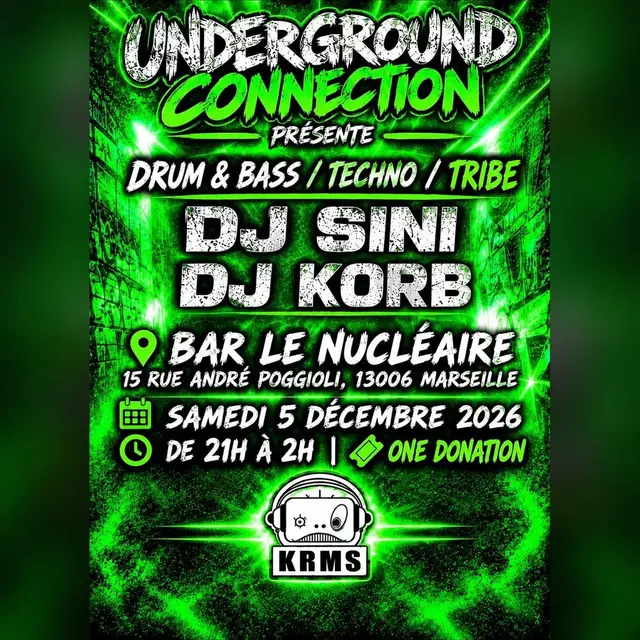 UNDERGROUND
CONNECTION
PRÉSENTE
DRUM & BASS / TECHNO / TRIBE
DJ SINI
DJ KORB
BAR LE NUCLÉAIRE
15 RUE ANDRÉ POGGIOLI, 13006 MARSEILLE
SAMEDI 5 DÉCEMBRE 2026
DE 21H À 2H | ONE DONATION
KRMS